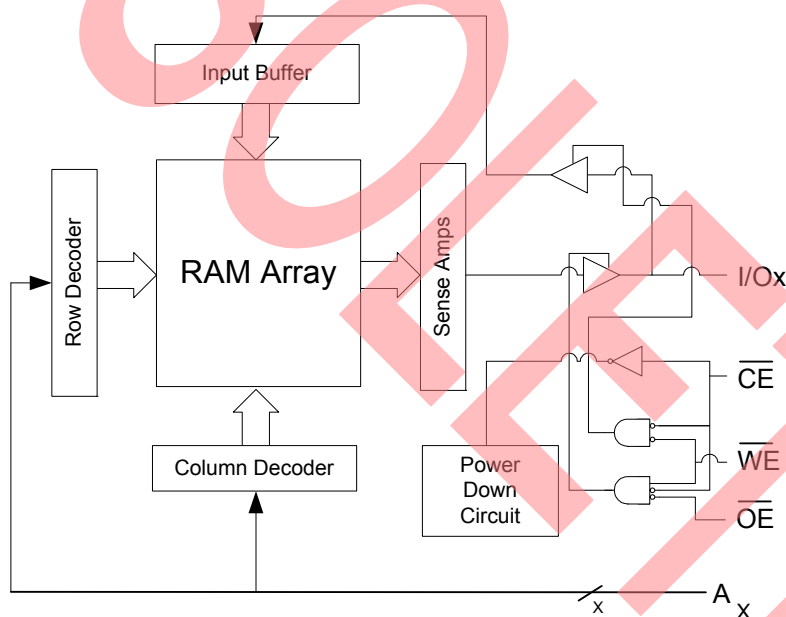 Input Buffer
Row Decoder
RAM Array
Sense Amps
I/Ox
CE
Column Decoder
Power
Down
Circuit
WE
OE
x
A x